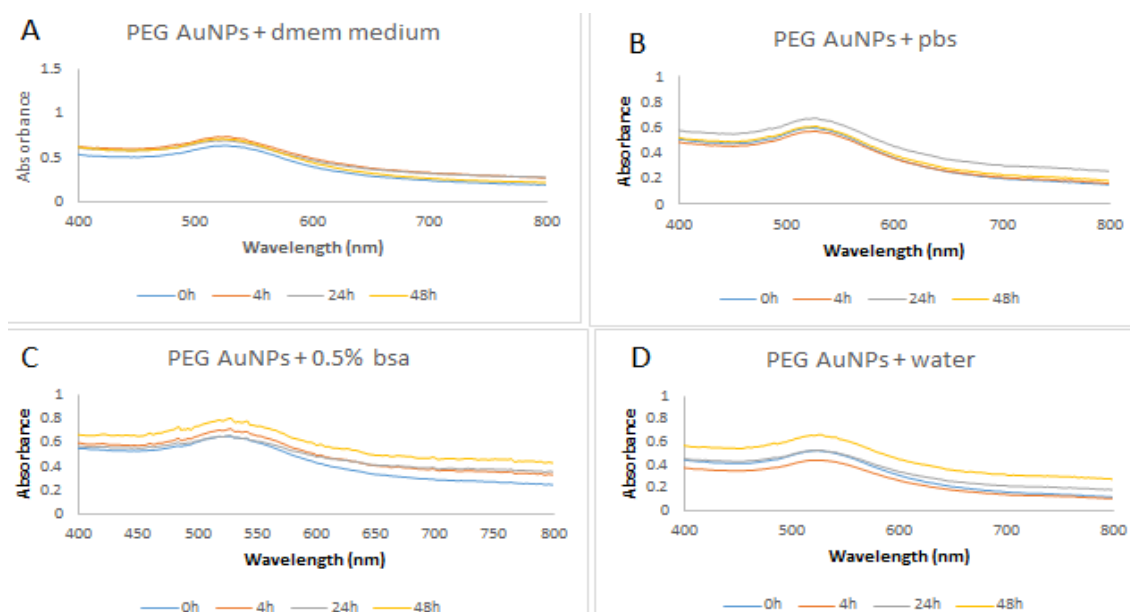 A
PEG AuNPs + dmem medium
1.5
1
0.5
0
Absorbance
400 500 600 700 800
Wavelength (nm)
0h 4h 24h 48h
B
PEG AuNPs + pbs
1
0.8
0.6
0.4
0.2
0
Absorbance
400 500 600 700 800
Wavelength (nm)
0h 4h 24h 48h
C
PEG AuNPs + 0.5% bsa
1
0.8
0.6
0.4
0.2
0
Absorbance
400 450 500 550 600 650 700 750 800
Wavelength (nm)
0h 4h 24h 48h
D
PEG AuNPs + water
1
0.8
0.6
0.4
0.2
0
Absorbance
400 500 600 700 800
Wavelength (nm)
0h 4h 24h 48h